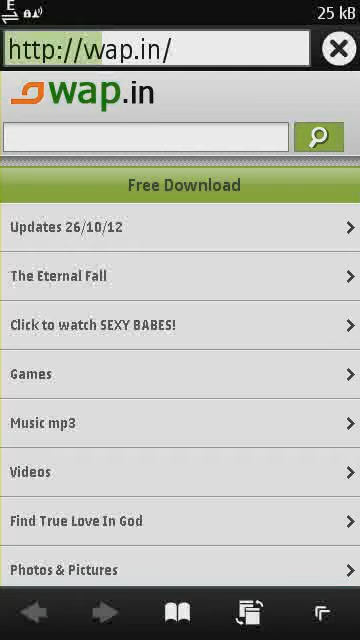 E
25 kB
http://wap.in/
wap.in
Free Download
Updates 26/10/12
The Eternal Fall
Click to watch SEXY BABES!
Games
Music mp3
Videos
Find True Love In God
Photos & Pictures